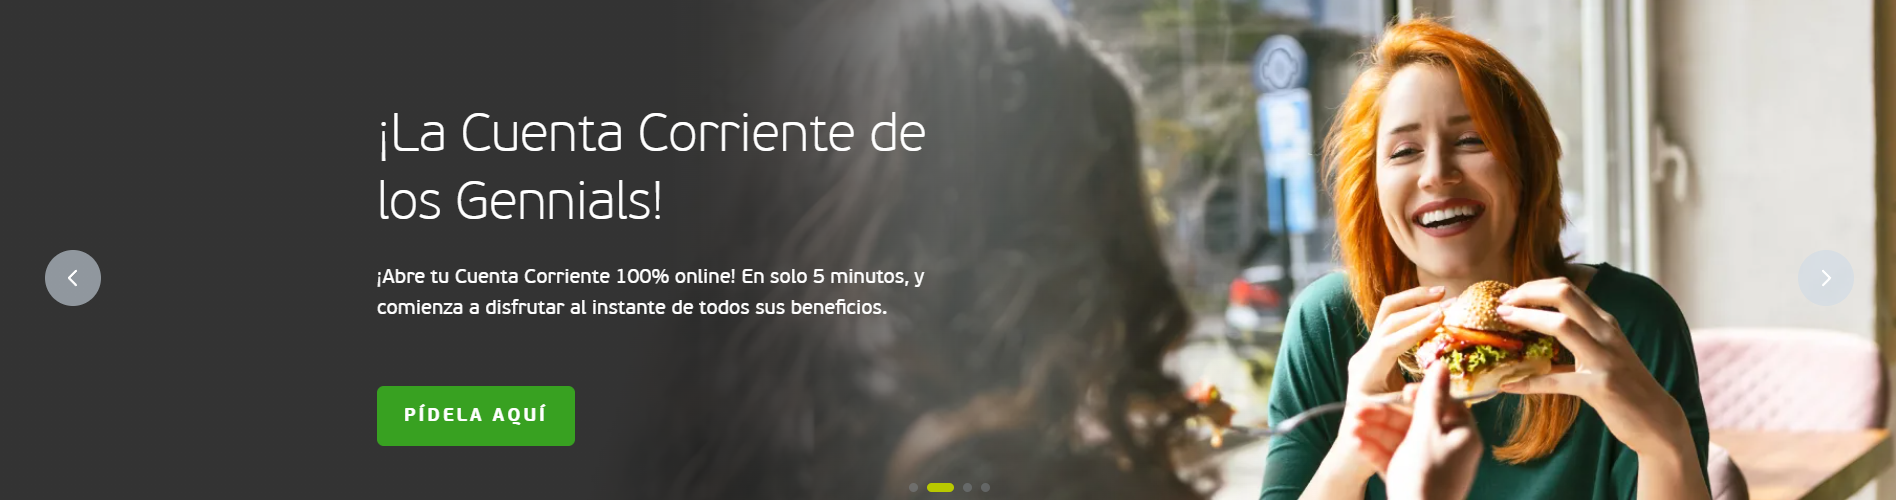 ¡La Cuenta Corriente de
los Gennials!
¡Abre tu Cuenta Corriente 100% online! En solo 5 minutos, y
comienza a disfrutar al instante de todos sus beneficios.
PÍDELA AQUÍ